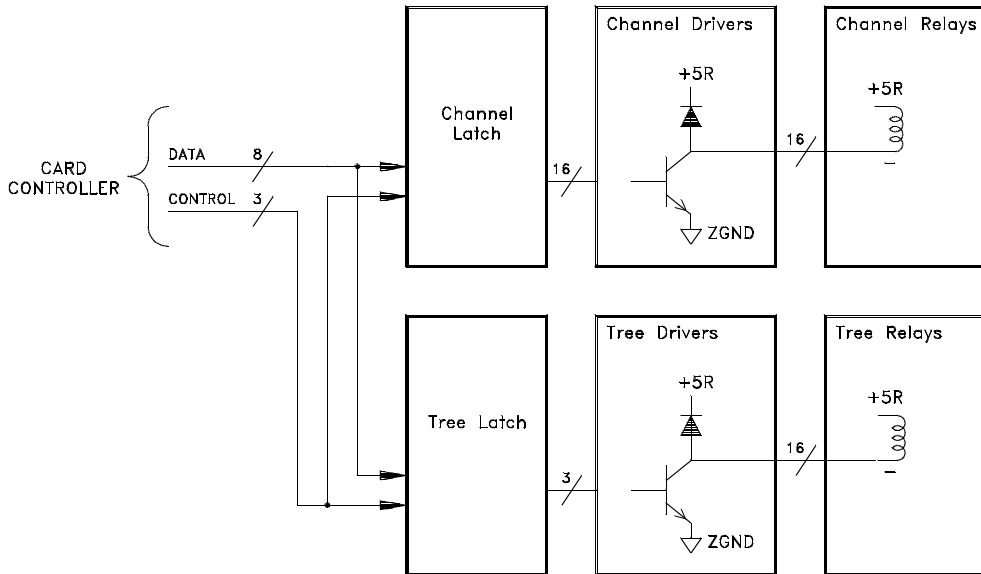 CARD
CONTROLLER
DATA
8
CONTROL
3
Channel
Latch
16
Channel Drivers
+5R
ZGND
16
Channel Relays
+5R
-
Tree Latch
3
Tree Drivers
+5R
ZGND
16
Tree Relays
+5R
-